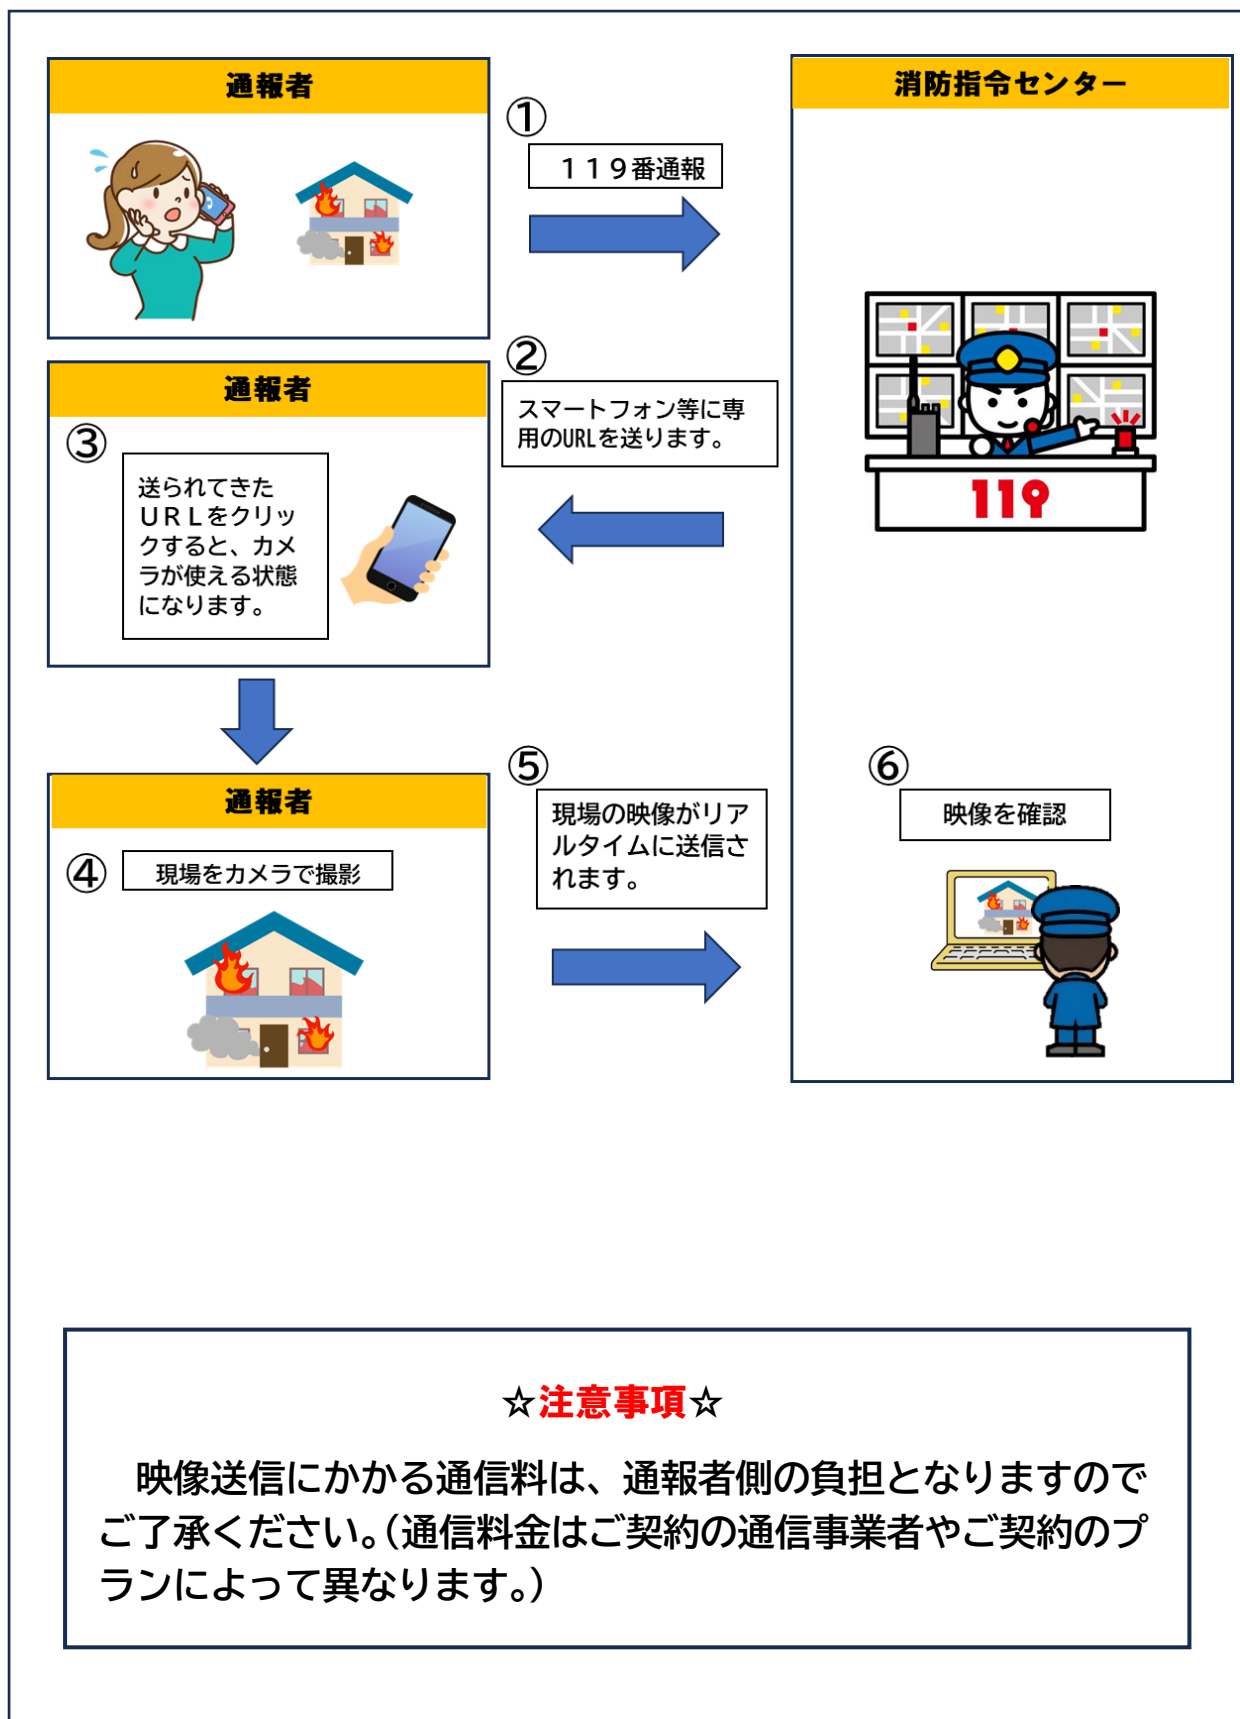 通報者
消防指令センター
①
１１９番通報
②
スマートフォン等に専
用のURLを送ります。
119
通報者
③
送られてきた
ＵＲＬをクリッ
クすると、カメ
ラが使える状態
になります。
通報者
④
現場をカメラで撮影
⑤
現場の映像がリア
ルタイムに送信さ
れます。
⑥
映像を確認
☆注意事項☆
映像送信にかかる通信料は、通報者側の負担となりますので
ご了承ください。(通信料金はご契約の通信事業者やご契約のプ
ランによって異なります。)